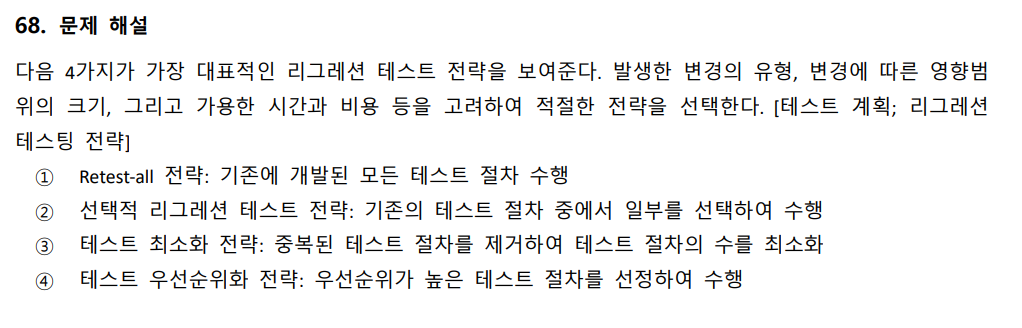 68. 문제 해설
다음 4가지가 가장 대표적인 리그레션 테스트 전략을 보여준다. 발생한 변경의 유형, 변경에 따른 영향범
위의 크기, 그리고 가용한 시간과 비용 등을 고려하여 적절한 전략을 선택한다. [테스트 계획; 리그레션
테스팅 전략]
① Retest-all 전략: 기존에 개발된 모든 테스트 절차 수행
② 선택적 리그레션 테스트 전략: 기존의 테스트 절차 중에서 일부를 선택하여 수행
③ 테스트 최소화 전략: 중복된 테스트 절차를 제거하여 테스트 절차의 수를 최소화
④ 테스트 우선순위화 전략: 우선순위가 높은 테스트 절차를 선정하여 수행